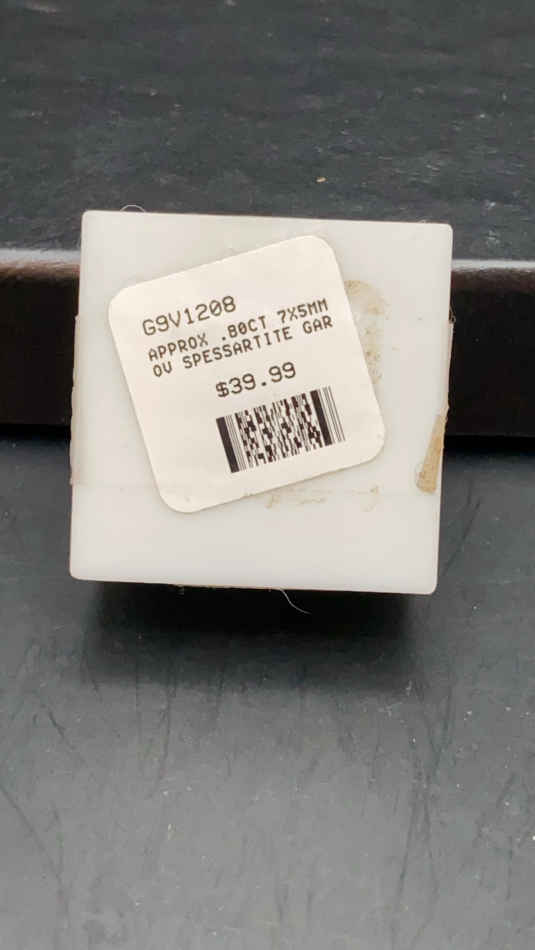 G9V1208
APPROX .80CT 7X5MM
OV SPESSARTITE GAR
$39.99